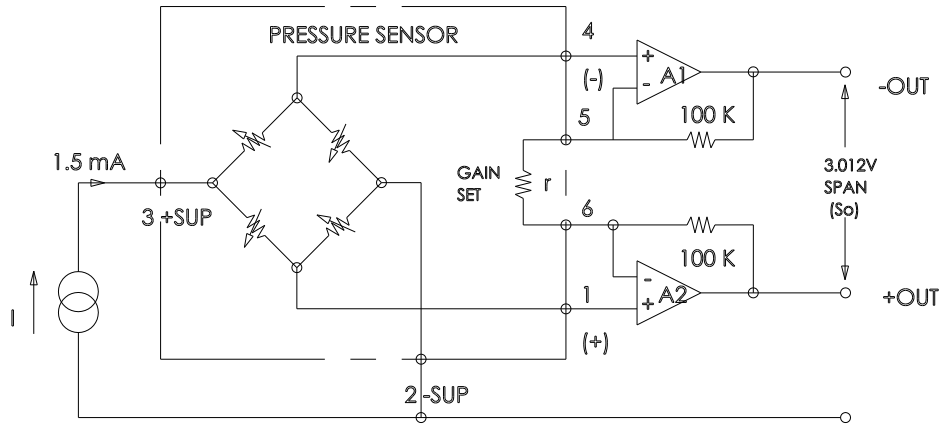 PRESSURE SENSOR
4
(-)
+
-
A1
-OUT
100 K
5
1.5 mA
3 +SUP
GAIN
SET
r
3.012V
SPAN
(So)
6
100 K
-
+
A2
+OUT
1
(+)
I
2 -SUP